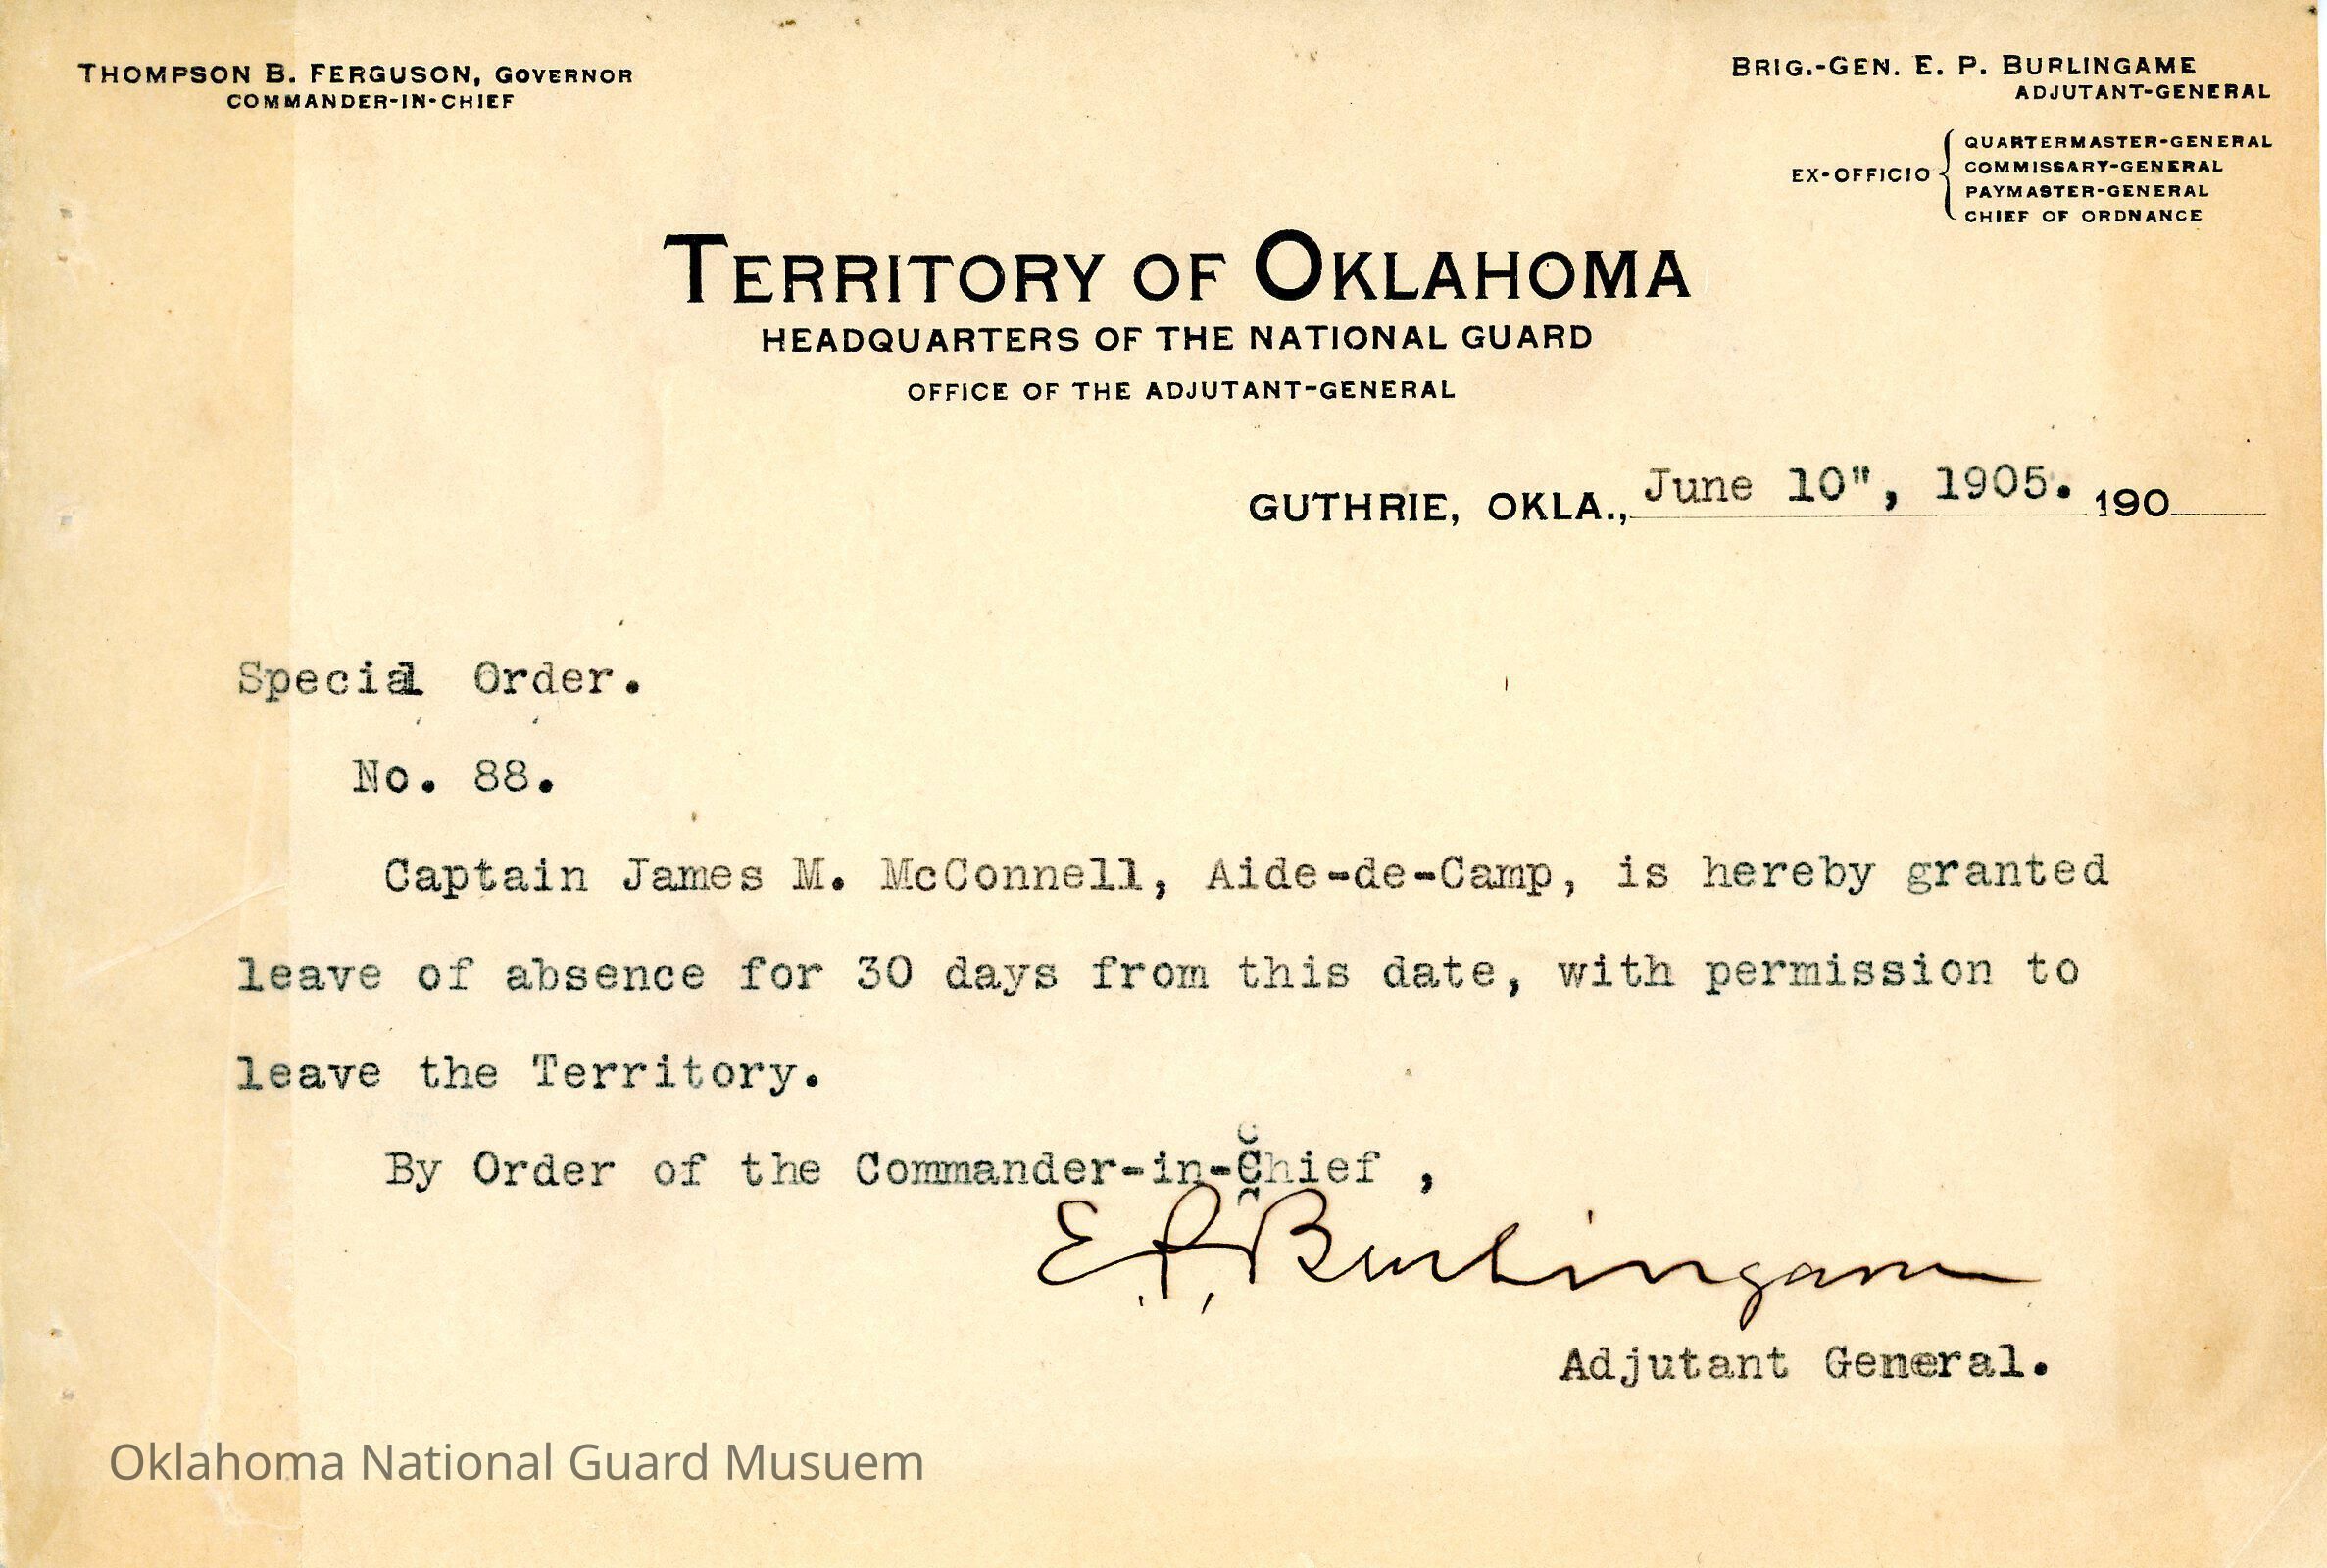 THOMPSON B. FERGUSON, GOVERNOR
COMMANDER-IN-CHIEF
BRIG.-GEN. E. P. BURLINGAME
ADJUTANT-GENERAL
EX-OFFICIO
QUARTERMASTER-GENERAL
COMMISSARY-GENERAL
PAYMASTER-GENERAL
CHIEF OF ORDNANCE
TERRITORY OF OKLAHOMA
HEADQUARTERS OF THE NATIONAL GUARD
OFFICE OF THE ADJUTANT-GENERAL
GUTHRIE, OKLA., June 10", 1905. 190
Special Order.
No. 88.
Captain James M. McConnell, Aide-de-Camp, is hereby granted
leave of absence for 30 days from this date, with permission to
leave the Territory.
By Order of the Commander-in-Chief ,
E. P. Burlingame
Adjutant General.
Oklahoma National Guard Musuem